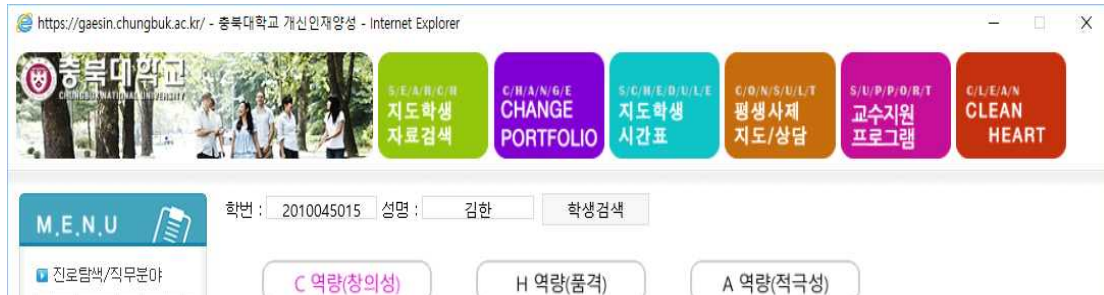 https://gaesin.chungbuk.ac.kr/ - 충북대학교 개신인재양성 - Internet Explorer
충북대학교
CHUNGBUK NATIONAL UNIVERSITY
S/E/A/R/C/H
지도학생
자료검색
C/H/A/N/G/E
CHANGE
PORTFOLIO
S/C/H/E/D/U/L/E
지도학생
시간표
C/O/N/S/U/L/T
평생사제
지도/상담
S/U/P/P/O/R/T
교수지원
프로그램
C/L/E/A/N
CLEAN
HEART
M.E.N.U
학번 : 2010045015 성명 : 김한 학생검색
진로탐색/직무분야
C 역량(창의성) H 역량(품격) A 역량(적극성)